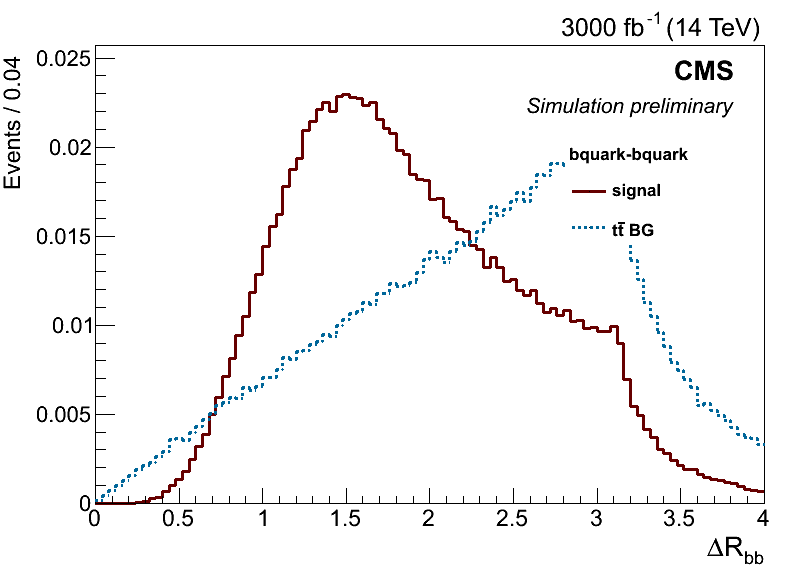 3000 fb⁻¹ (14 TeV)
Events / 0.04
0.025
0.02
0.015
0.01
0.005
0
CMS
Simulation preliminary
bquark-bquark
signal
tt̄ BG
0 0.5 1 1.5 2 2.5 3 3.5 4
ΔR_bb